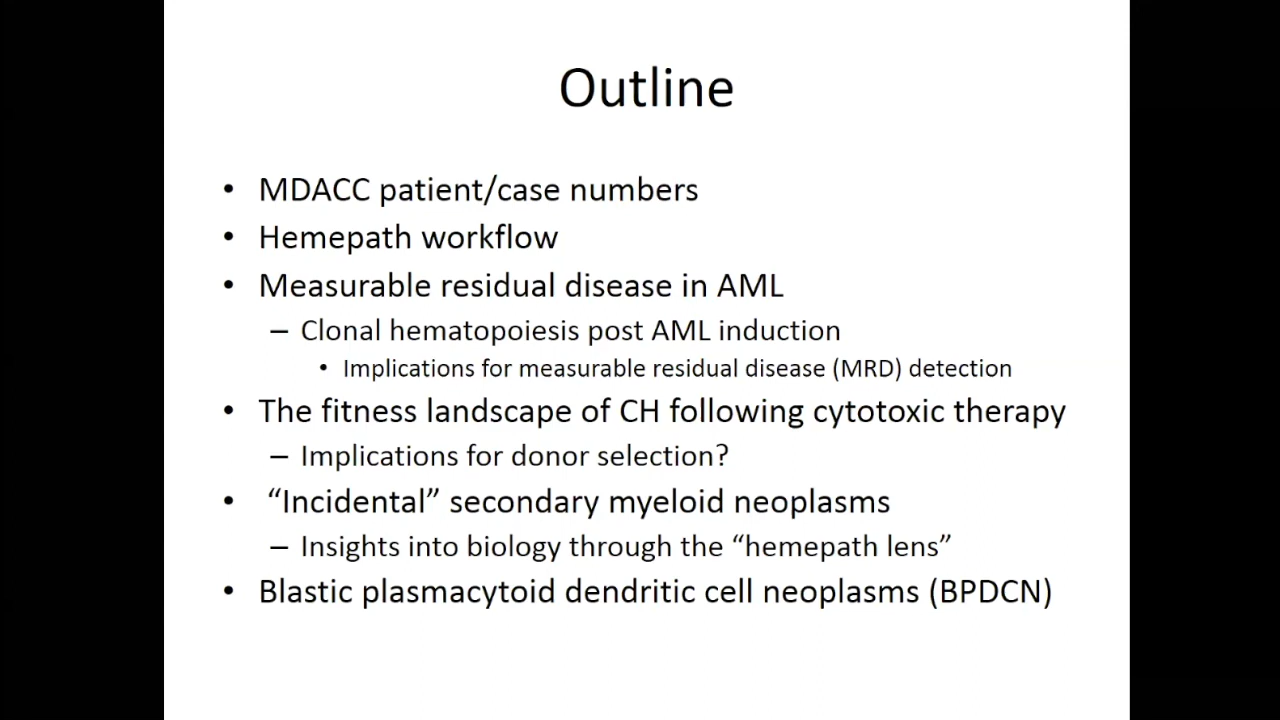 Outline
• MDACC patient/case numbers
• Hemepath workflow
• Measurable residual disease in AML
– Clonal hematopoiesis post AML induction
• Implications for measurable residual disease (MRD) detection
• The fitness landscape of CH following cytotoxic therapy
– Implications for donor selection?
• “Incidental” secondary myeloid neoplasms
– Insights into biology through the “hemepath lens”
• Blastic plasmacytoid dendritic cell neoplasms (BPDCN)